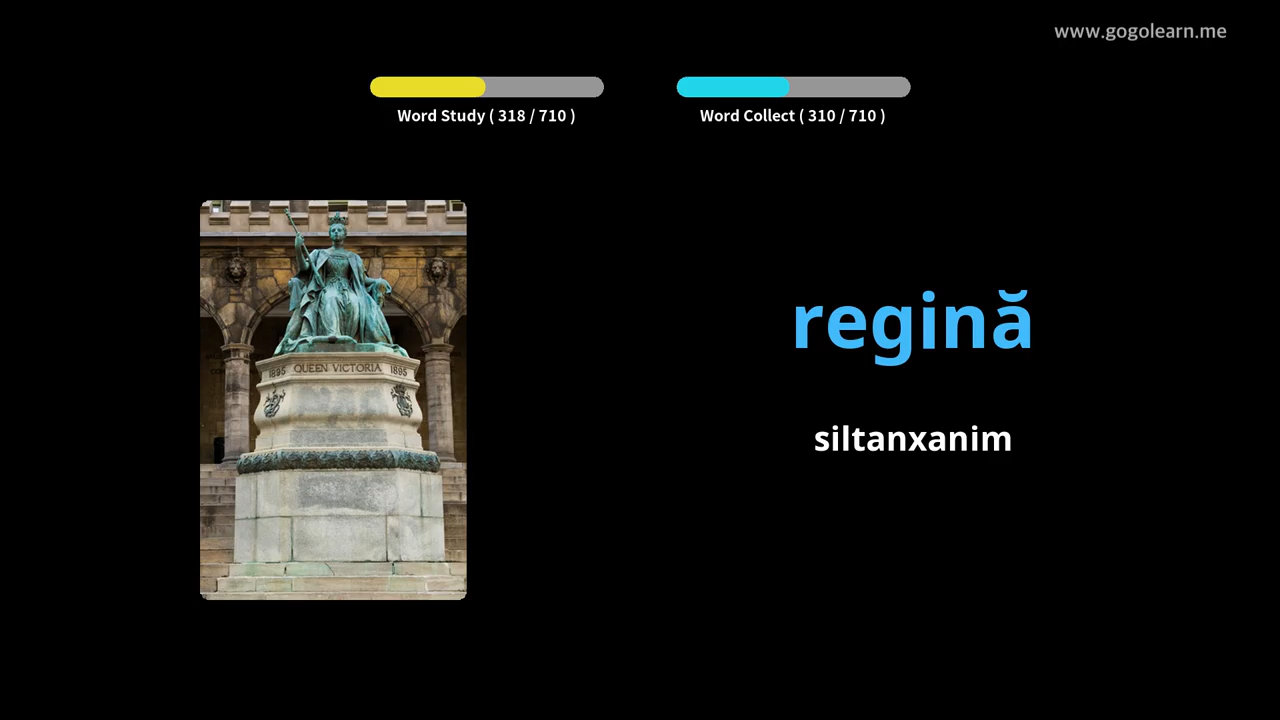 www.gogolearn.me
Word Study ( 318 / 710 )
Word Collect ( 310 / 710 )
1895 QUEEN VICTORIA 1895
regină
siltanxanim